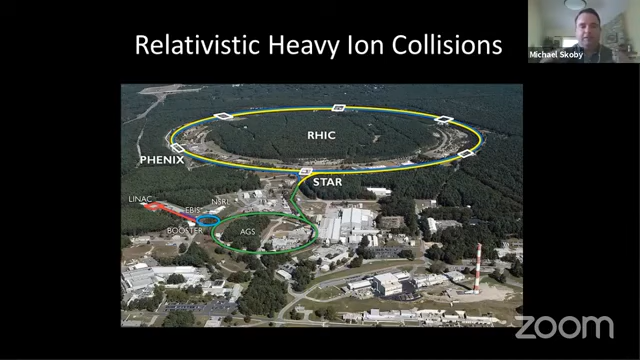 Relativistic Heavy Ion Collisions
Michael Skoby
RHIC
PHENIX
STAR
LINAC
NSRL
EBIS
BOOSTER
AGS
zoom